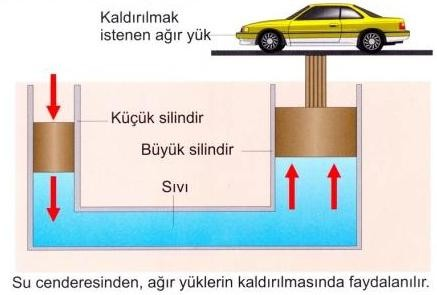 Kaldırılmak
istenen ağır yük
Küçük silindir
Büyük silindir
Sıvı
Su cenderesinden, ağır yüklerin kaldırılmasında faydalanılır.